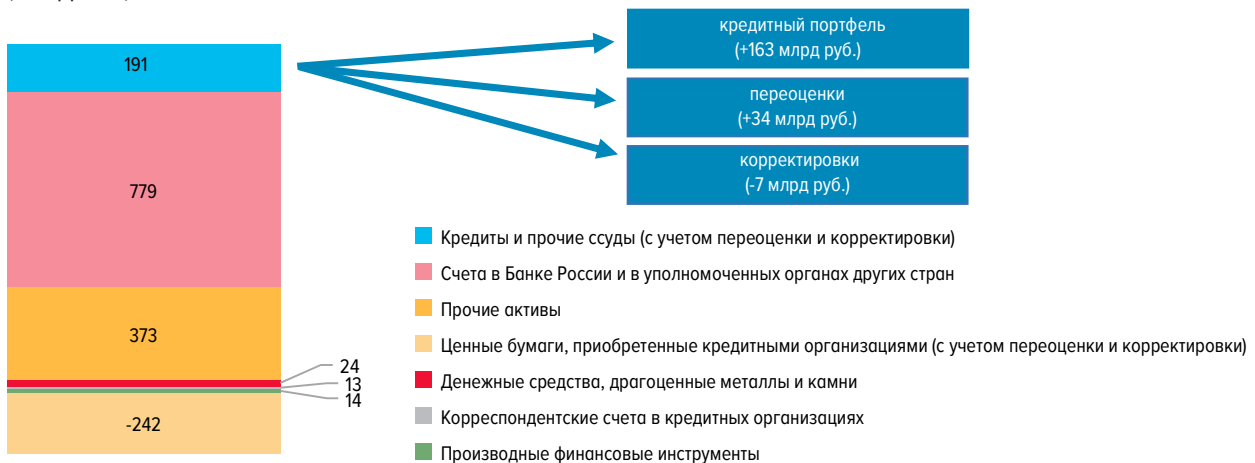 кредитный портфель
(+163 млрд руб.)
191
переоценки
(+34 млрд руб.)
корректировки
(-7 млрд руб.)
779
Кредиты и прочие ссуды (с учетом переоценки и корректировки)
Счета в Банке России и в уполномоченных органах других стран
Прочие активы
373
Ценные бумаги, приобретенные кредитными организациями (с учетом переоценки и корректировки)
24
13
14
Денежные средства, драгоценные металлы и камни
Корреспондентские счета в кредитных организациях
-242
Производные финансовые инструменты